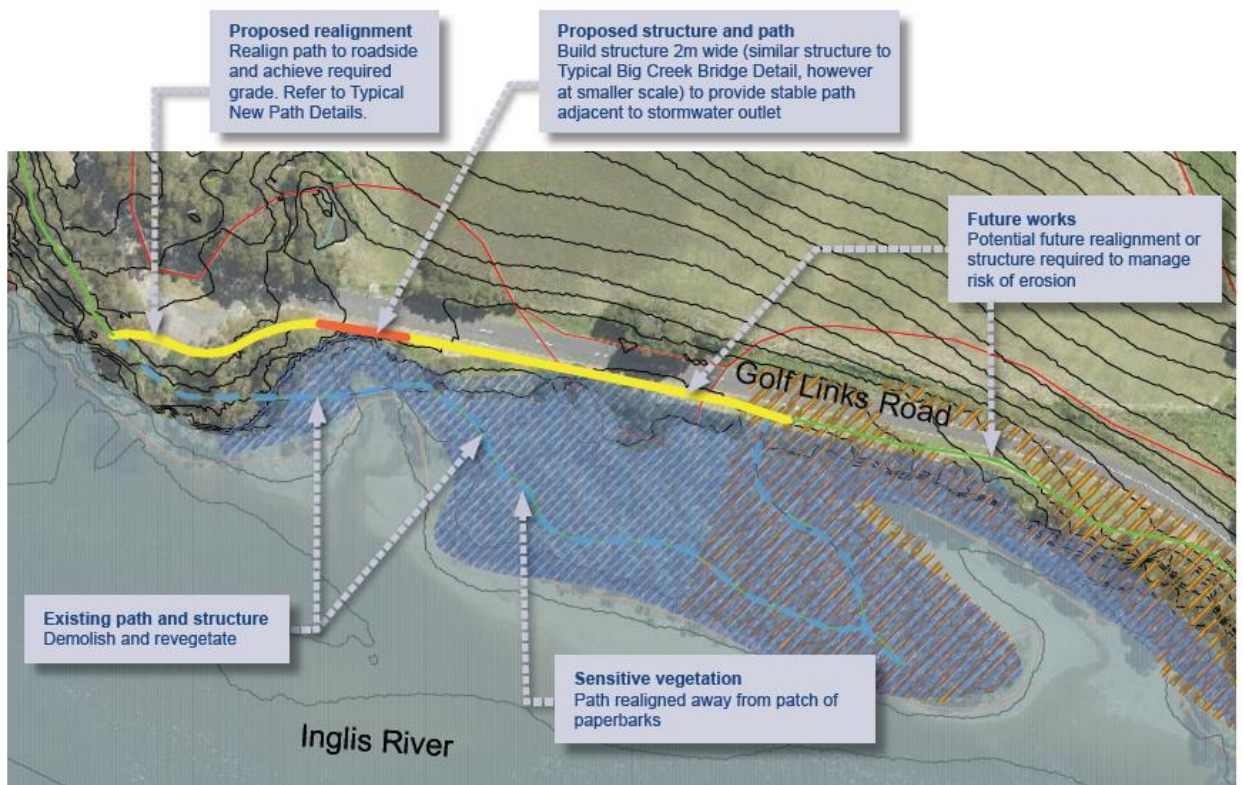 Proposed realignment
Realign path to roadside
and achieve required
grade. Refer to Typical
New Path Details.
Proposed structure and path
Build structure 2m wide (similar structure to
Typical Big Creek Bridge Detail, however
at smaller scale) to provide stable path
adjacent to stormwater outlet
Future works
Potential future realignment or
structure required to manage
risk of erosion
Golf Links Road
Existing path and structure
Demolish and revegetate
Sensitive vegetation
Path realigned away from patch of
paperbarks
Inglis River